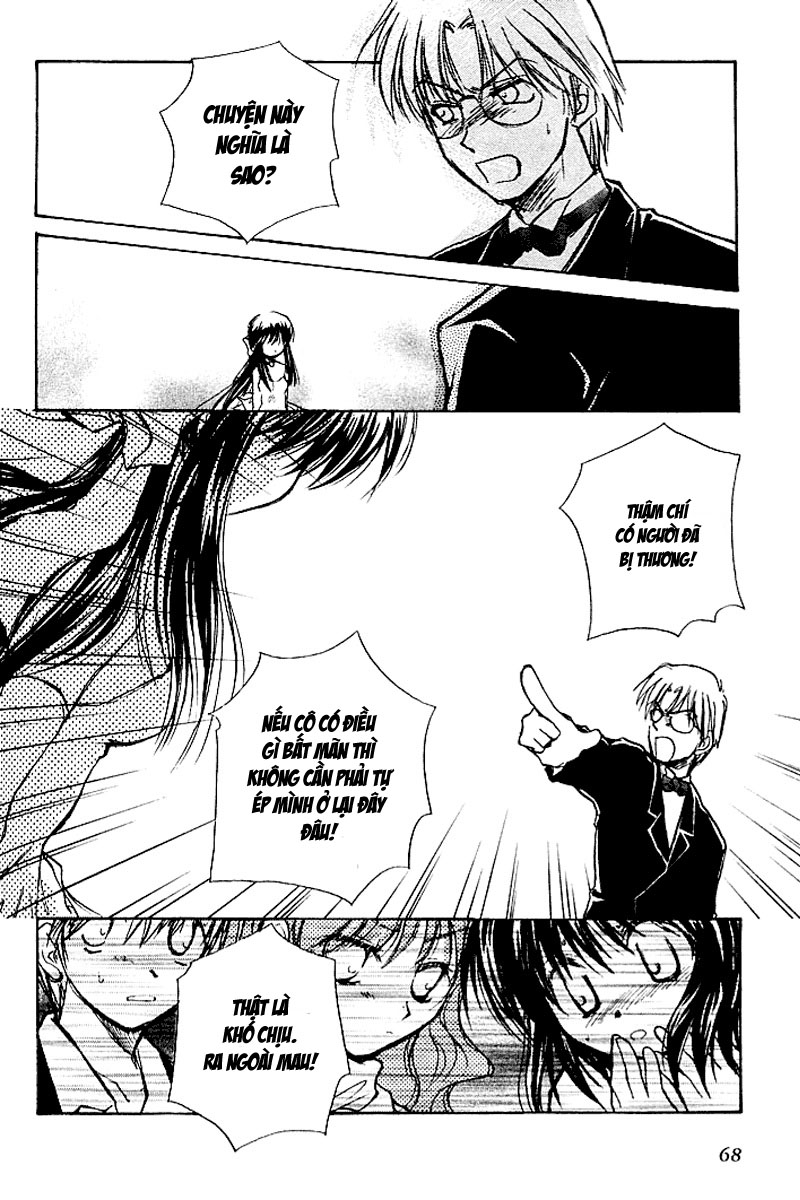 CHUYỆN NÀY
NGHĨA LÀ
SAO?
THẬM CHÍ
CÓ NGƯỜI ĐÃ
BỊ THƯƠNG!
NẾU CÔ CÓ ĐIỀU
GÌ BẤT MÃN THÌ
KHÔNG CẦN PHẢI TỰ
ÉP MÌNH Ở LẠI ĐÂY
ĐÂU!
THẬT LÀ
KHÓ CHỊU.
RA NGOÀI MAU!
68